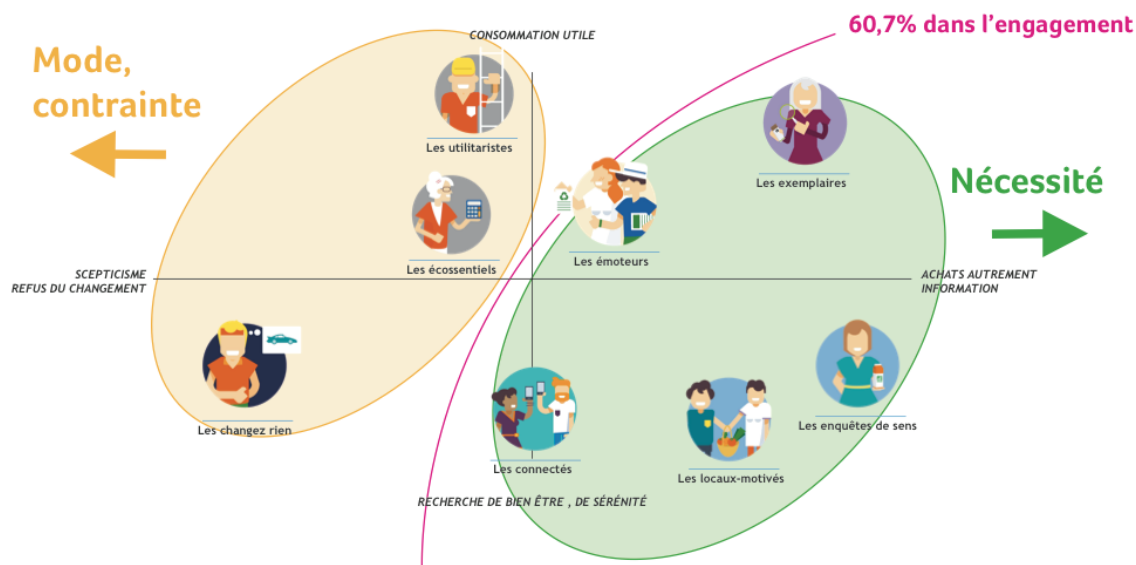 60,7% dans l'engagement
CONSOMMATION UTILE
Mode,
contrainte
Les utilitaristes
Les exemplaires
Nécessité
Les écossentiels
Les émoteurs
SCEPTICISME
REFUS DU CHANGEMENT
ACHATS AUTREMENT
INFORMATION
Les changez rien
Les enquêtes de sens
Les connectés
Les locaux-motivés
RECHERCHE DE BIEN ÊTRE , DE SÉRÉNITÉ